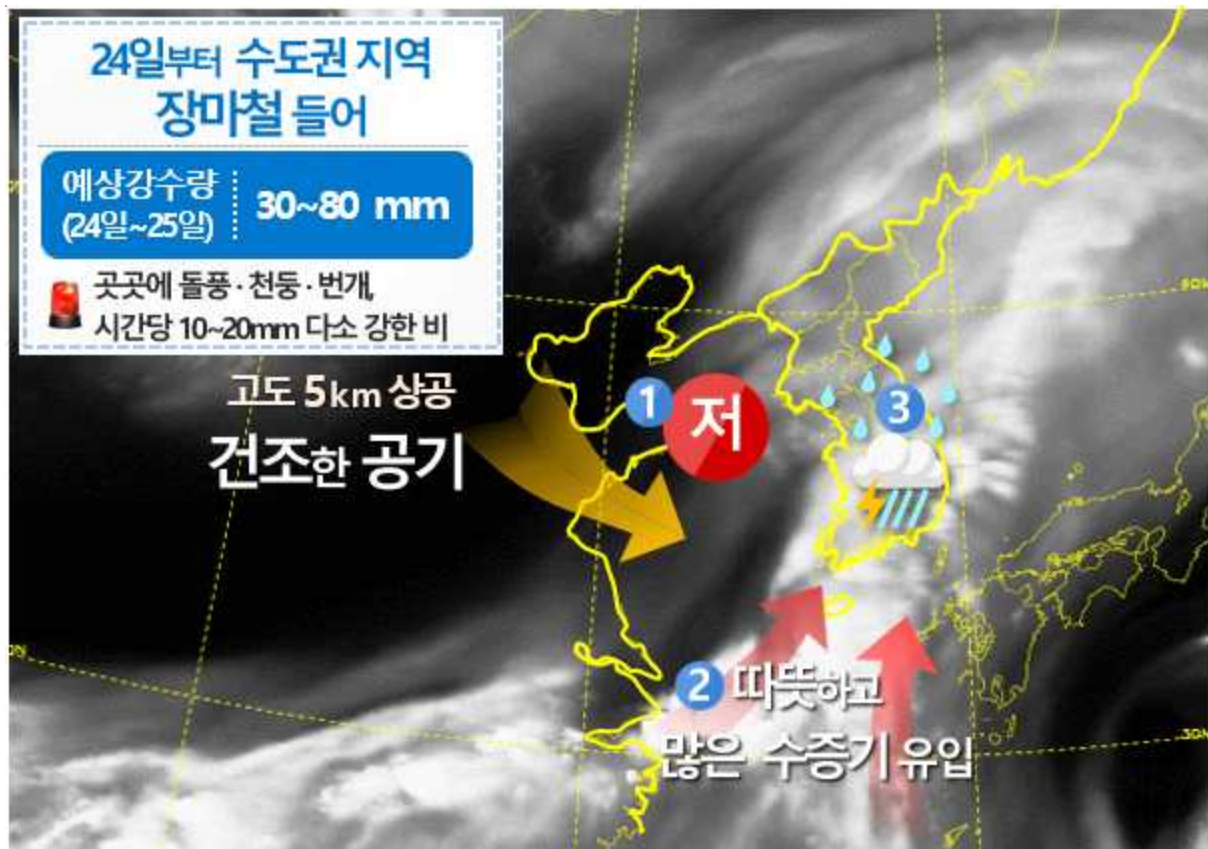 24일부터 수도권 지역
장마철 들어
예상강수량
(24일~25일)
30~80 mm
곳곳에 돌풍·천둥·번개,
시간당 10~20mm 다소 강한 비
고도 5km 상공
건조한 공기
1
저
3
2 따뜻하고
많은 수증기 유입
30N